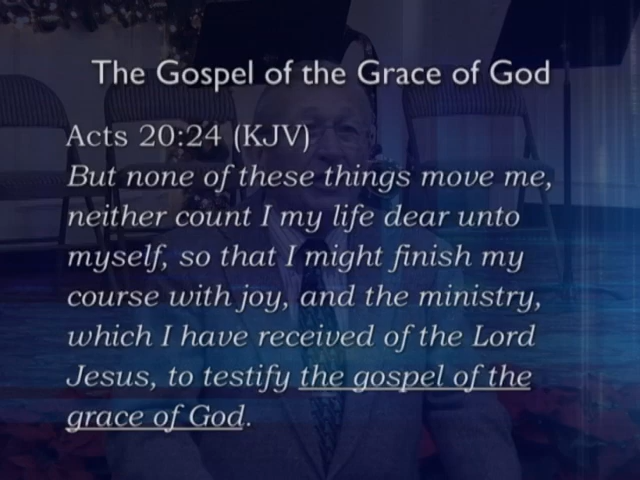 The Gospel of the Grace of God
Acts 20:24 (KJV)
But none of these things move me,
neither count I my life dear unto
myself, so that I might finish my
course with joy, and the ministry,
which I have received of the Lord
Jesus, to testify the gospel of the
grace of God.